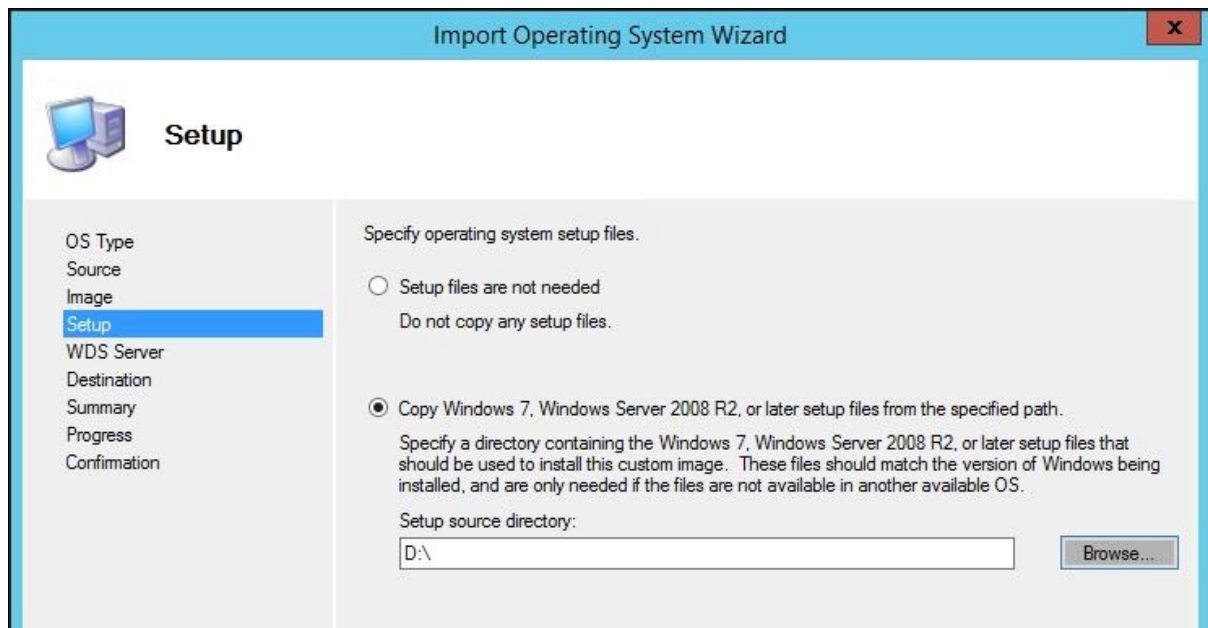 Import Operating System Wizard
x
Setup
OS Type
Source
Image
Setup
WDS Server
Destination
Summary
Progress
Confirmation
Specify operating system setup files.
Setup files are not needed
Do not copy any setup files.
Copy Windows 7, Windows Server 2008 R2, or later setup files from the specified path.
Specify a directory containing the Windows 7, Windows Server 2008 R2, or later setup files that
should be used to install this custom image.  These files should match the version of Windows being
installed, and are only needed if the files are not available in another available OS.
Setup source directory:
D:\
Browse...